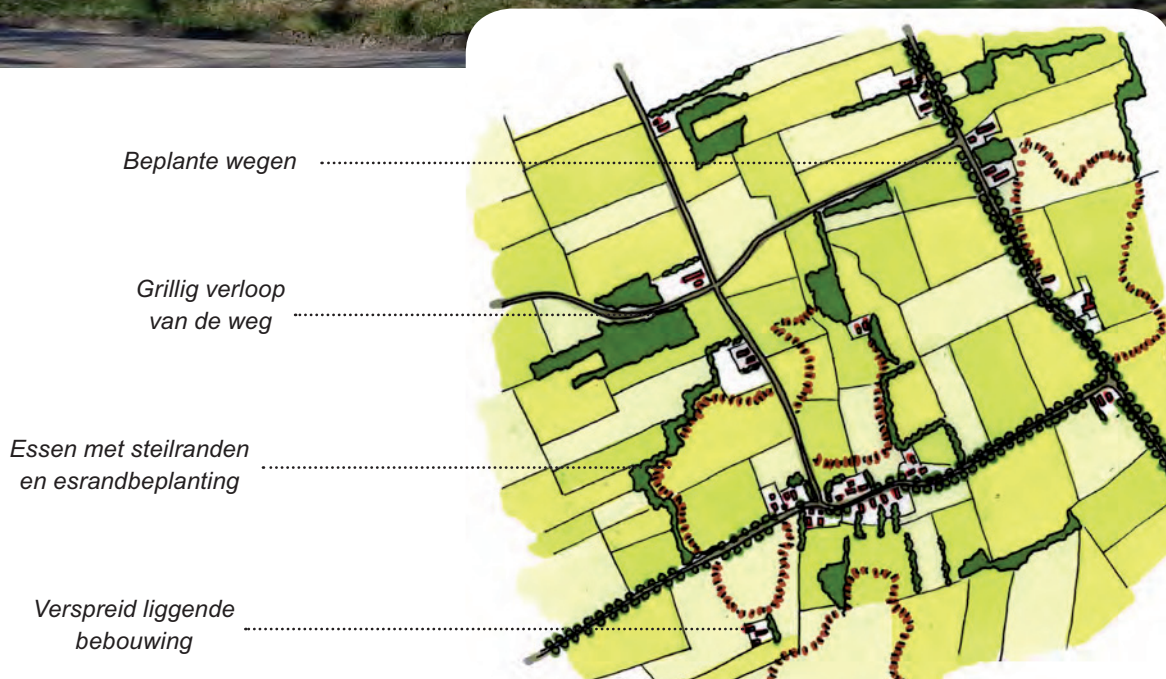 Beplante wegen
Grillig verloop
van de weg
Essen met steilranden
en esrandbeplanting
Verspreid liggende
bebouwing